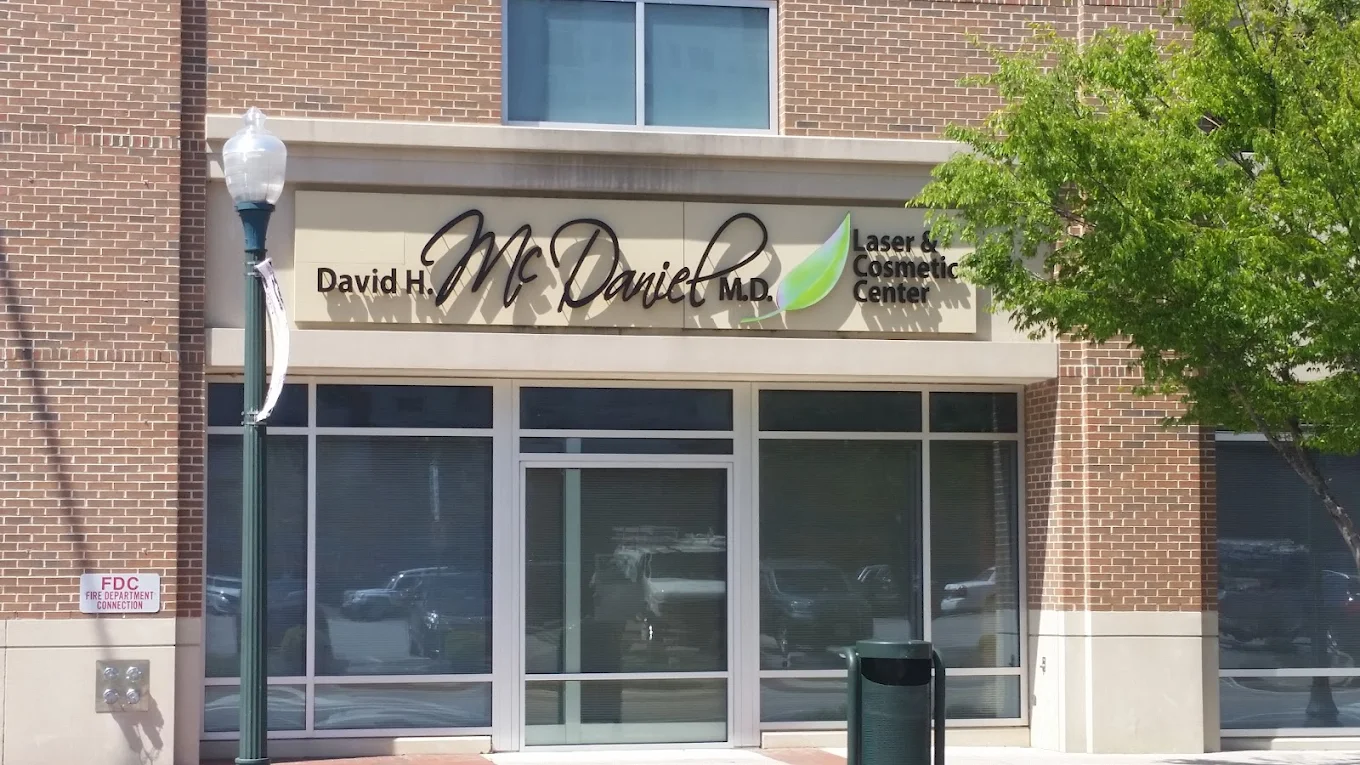 David H. McDaniel M.D.
Laser &
Cosmetic
Center
FDC
FIRE DEPARTMENT
CONNECTION